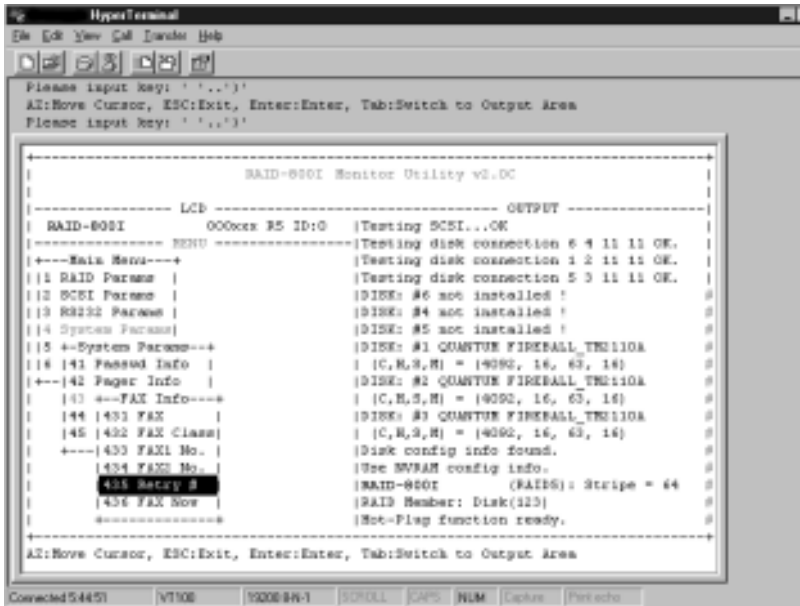 HyperTerminal
File Edit View Call Transfer Help
Please input key: ' '..')'
AZ:Move Cursor, ESC:Exit, Enter:Enter, Tab:Switch to Output Area
Please input key: ' '..')'
RAID-800I Monitor Utility v2.0C
LCD OUTPUT
RAID-800I 000xxx R5 ID:0 |Testing SCSI...OK
MENU |Testing disk connection 6 4 11 11 OK.
+---Main Menu---+ |Testing disk connection 1 2 11 11 OK.
|1 RAID Params | |Testing disk connection 5 3 11 11 OK.
|2 SCSI Params | |DISK: #6 not installed !
|3 RS232 Params | |DISK: #4 not installed !
|4 System Params| |DISK: #5 not installed !
|5 +-System Params--+ |DISK: #1 QUANTUM FIREBALL_TM2110A
|6 |41 Passwd Info | | (C,H,S,M) = (4092, 16, 63, 16)
+--|42 Pager Info | |DISK: #2 QUANTUM FIREBALL_TM2110A
|43 +--FAX Info---+ | (C,H,S,M) = (4092, 16, 63, 16)
|44 |431 FAX | |DISK: #3 QUANTUM FIREBALL_TM2110A
|45 |432 FAX Class| | (C,H,S,M) = (4092, 16, 63, 16)
+---|433 FAX1 No. | |Disk config info found.
|434 FAX2 No. | |Use NVRAM config info.
435 Retry # |RAID-800I (RAID5): Stripe = 64
|436 FAX Now | |RAID Member: Disk(123)
|Hot-Plug function ready.
AZ:Move Cursor, ESC:Exit, Enter:Enter, Tab:Switch to Output Area
Connected 5:44:51 VT100 19200 8-N-1 SCROLL CAPS NUM Capture Print echo